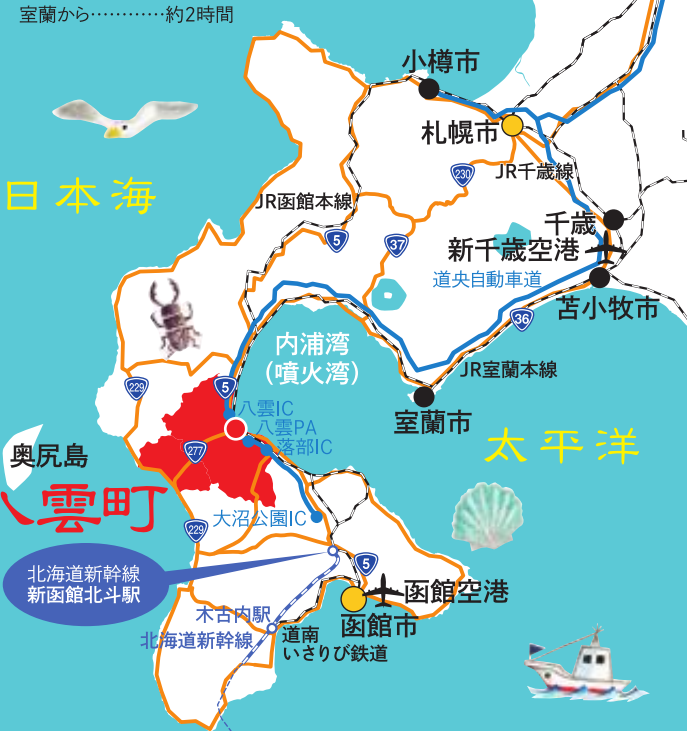 室蘭から…………約2時間
小樽市
札幌市
日本海
230
JR千歳線
JR函館本線
千歳
5
37
新千歳空港
道央自動車道
苫小牧市
36
内浦湾
(噴火湾)
JR室蘭本線
229
5
八雲IC
室蘭市
八雲PA
太平洋
落部IC
277
奥尻島
八雲町
大沼公園IC
229
北海道新幹線
新函館北斗駅
5
函館空港
木古内駅
函館市
北海道新幹線
道南
いさりび鉄道